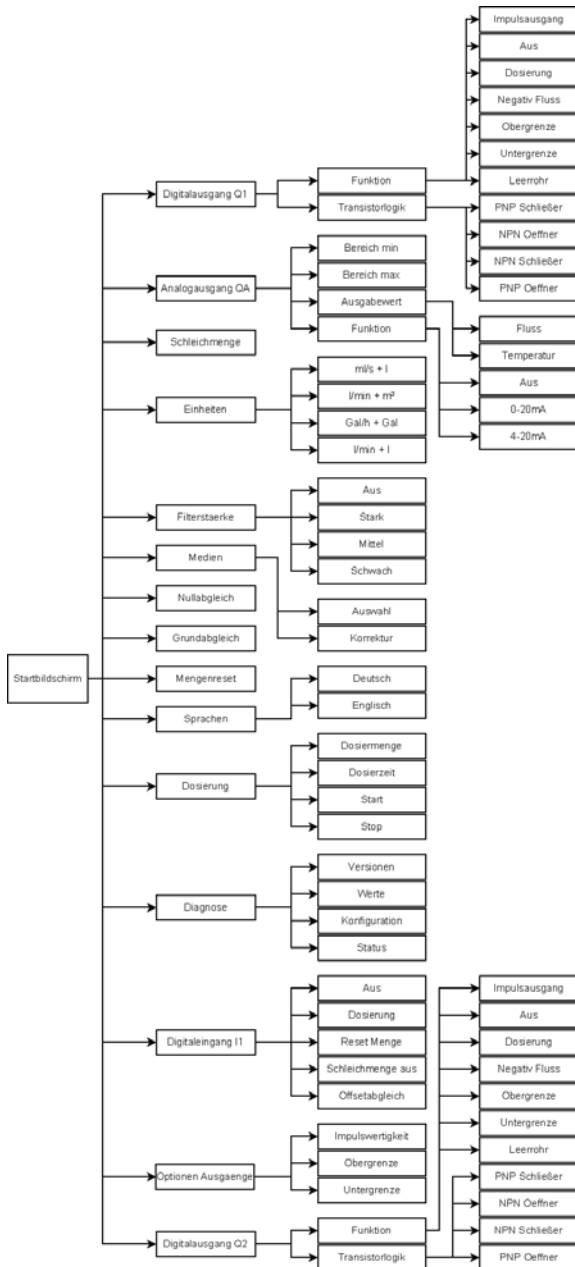 Startbildschirm
Digitalausgang Q1
Funktion
Impulsausgang
Aus
Dosierung
Negativ Fluss
Obergrenze
Untergrenze
Leerrohr
Transistorlogik
PNP Schließer
NPN Oeffner
NPN Schließer
PNP Oeffner
Analogausgang QA
Bereich min
Bereich max
Ausgabewert
Fluss
Temperatur
Funktion
Aus
0-20mA
4-20mA
Schleichmenge
Einheiten
ml/s + l
l/min + m³
Gal/h + Gal
l/min + l
Filterstaerke
Aus
Stark
Mittel
Schwach
Medien
Auswahl
Korrektur
Nullabgleich
Grundabgleich
Mengenreset
Sprachen
Deutsch
Englisch
Dosierung
Dosiermenge
Dosierzeit
Start
Stop
Diagnose
Versionen
Werte
Konfiguration
Status
Digitaleingang I1
Aus
Dosierung
Reset Menge
Schleichmenge aus
Offsetabgleich
Optionen Ausgaenge
Impulswertigkeit
Obergrenze
Untergrenze
Digitalausgang Q2
Funktion
Impulsausgang
Aus
Dosierung
Negativ Fluss
Obergrenze
Untergrenze
Leerrohr
Transistorlogik
PNP Schließer
NPN Oeffner
NPN Schließer
PNP Oeffner